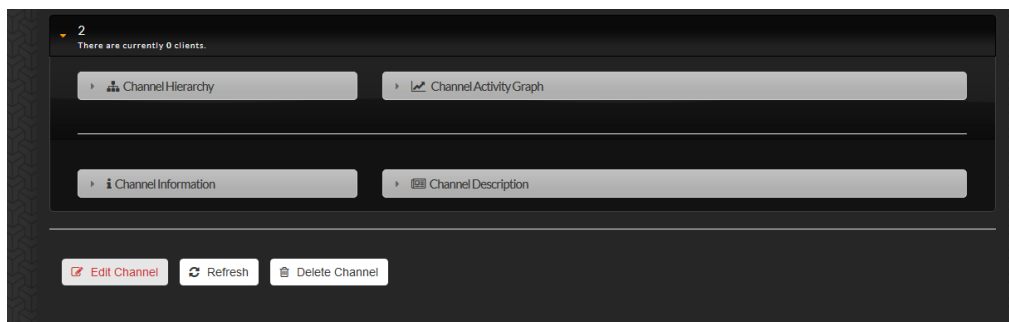 2
There are currently 0 clients.
Channel Hierarchy
Channel Activity Graph
Channel Information
Channel Description
Edit Channel
Refresh
Delete Channel